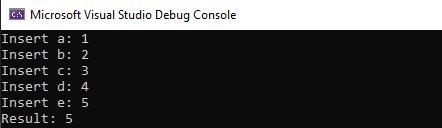 Microsoft Visual Studio Debug Console
Insert a: 1
Insert b: 2
Insert c: 3
Insert d: 4
Insert e: 5
Result: 5